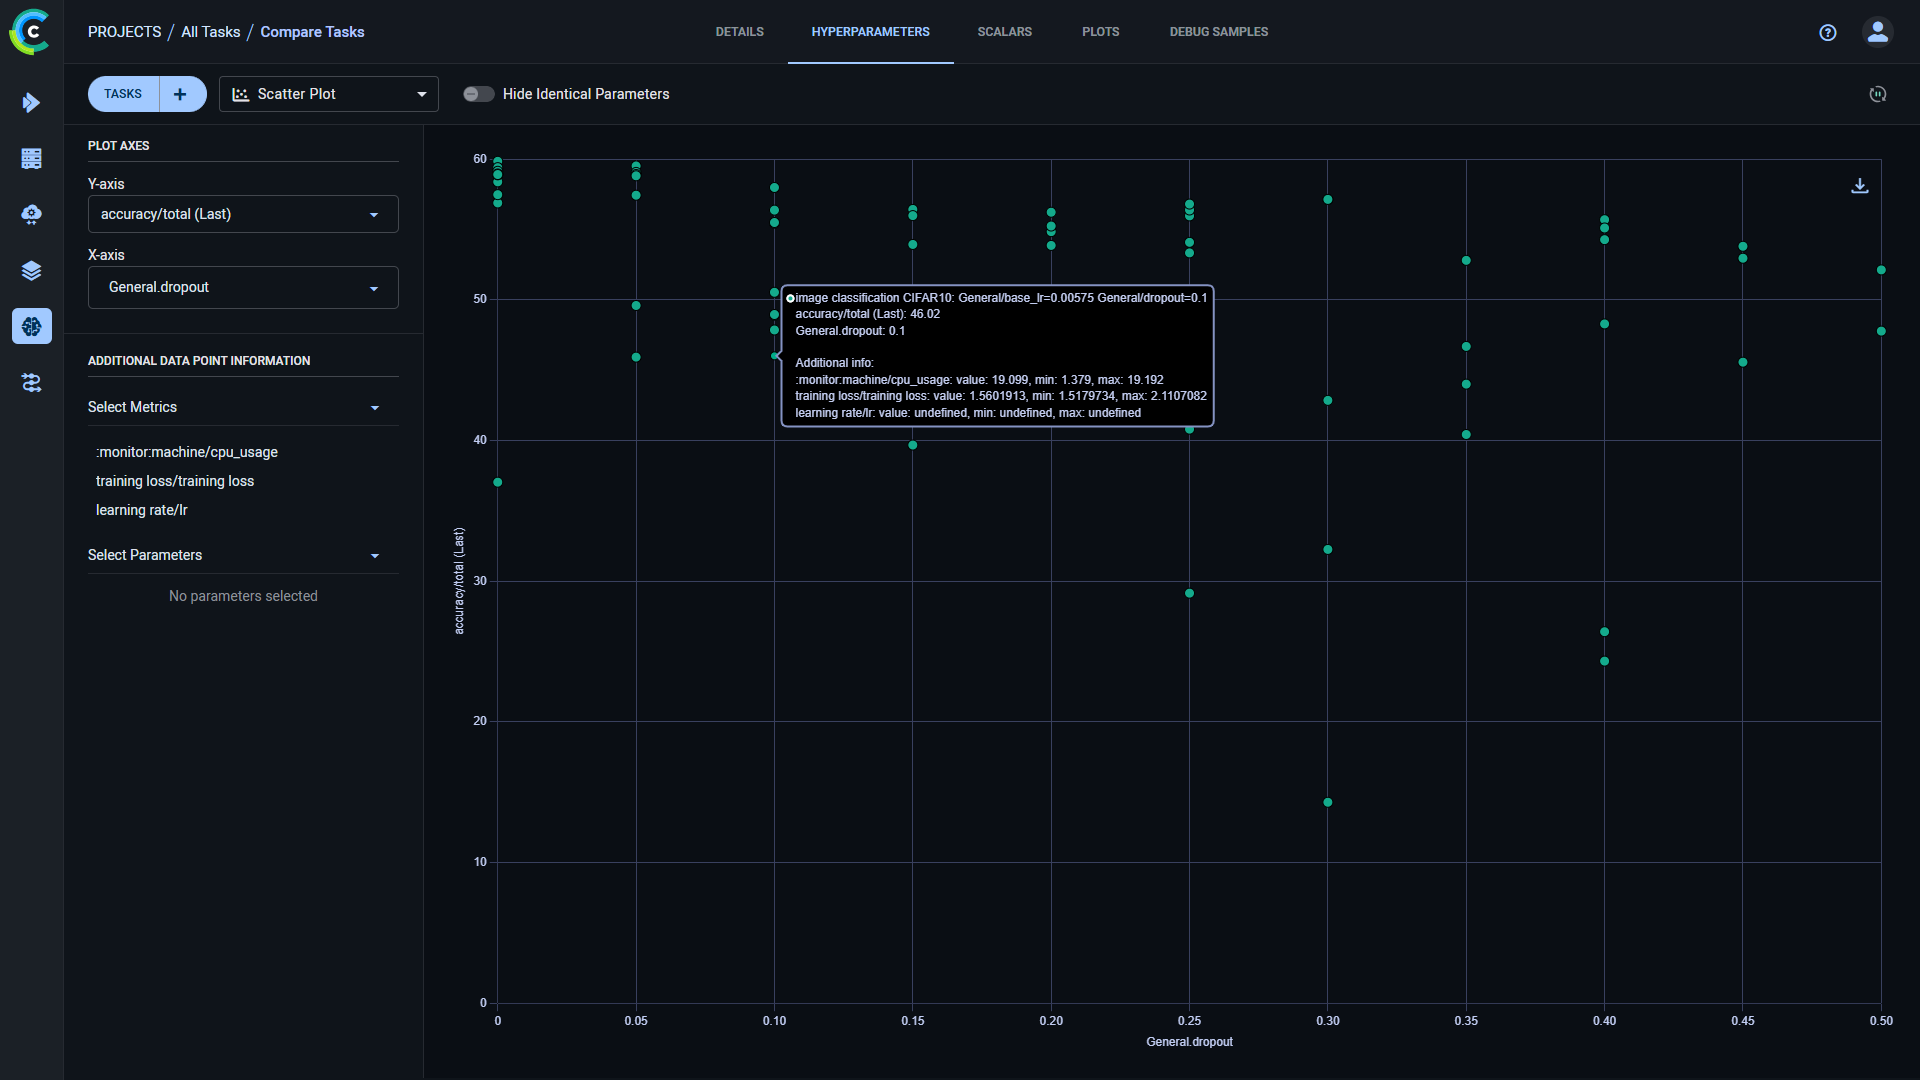 PROJECTS / All Tasks / Compare Tasks
DETAILS
HYPERPARAMETERS
SCALARS
PLOTS
DEBUG SAMPLES
TASKS
+
Scatter Plot
Hide Identical Parameters
PLOT AXES
Y-axis
accuracy/total (Last)
X-axis
General.dropout
ADDITIONAL DATA POINT INFORMATION
Select Metrics
:monitor:machine/cpu_usage
training loss/training loss
learning rate/lr
Select Parameters
No parameters selected
60
50
40
30
20
10
0
accuracy/total (Last)
image classification CIFAR10: General/base_lr=0.00575 General/dropout=0.1
accuracy/total (Last): 46.02
General.dropout: 0.1
Additional info:
:monitor:machine/cpu_usage: value: 19.099, min: 1.379, max: 19.192
training loss/training loss: value: 1.5601913, min: 1.5179734, max: 2.1107082
learning rate/lr: value: undefined, min: undefined, max: undefined
0 0.05 0.10 0.15 0.20 0.25 0.30 0.35 0.40 0.45 0.50
General.dropout